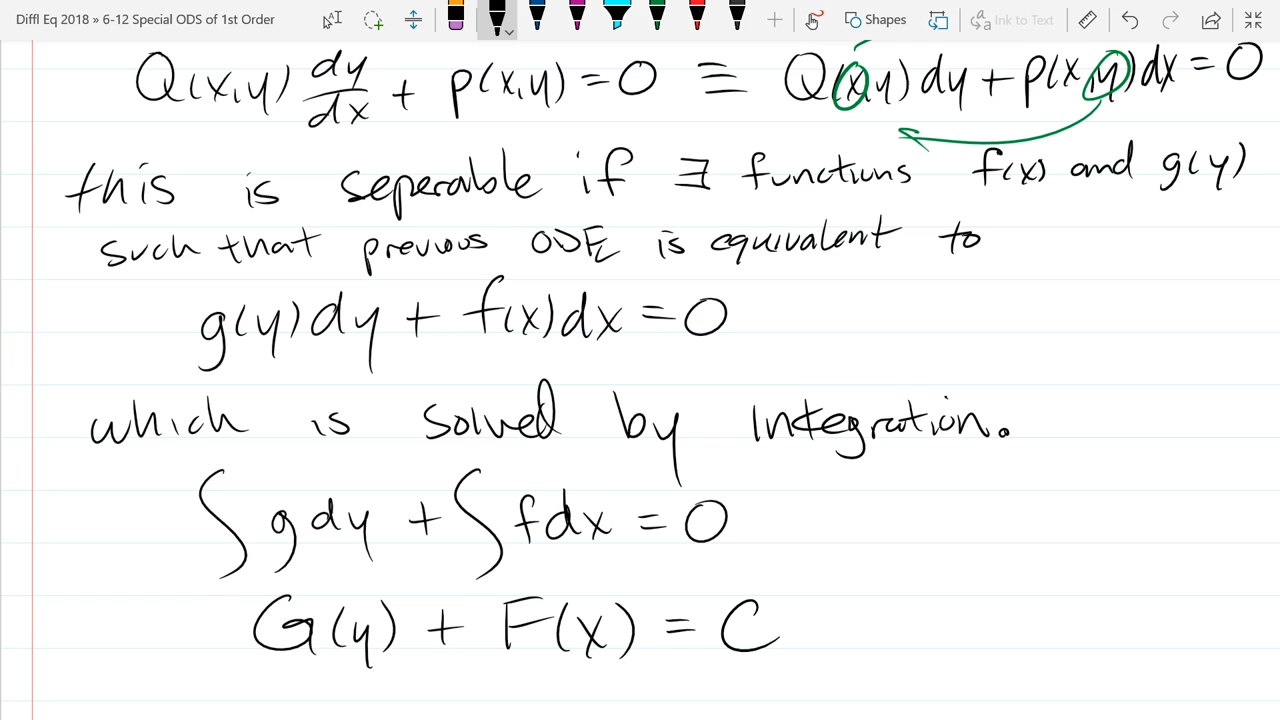 Diffl Eq 2018 » 6-12 Special ODS of 1st Order
Shapes
Ink to Text
Q(x,y) dy/dx + p(x,y) = 0 ≡ Q(x,y) dy + p(x,y) dx = 0
this is seperable if ∃ functions f(x) and g(y)
such that previous ODE is equivalent to
g(y) dy + f(x) dx = 0
which is solved by Integration.
∫ g dy + ∫ f dx = 0
G(y) + F(x) = C